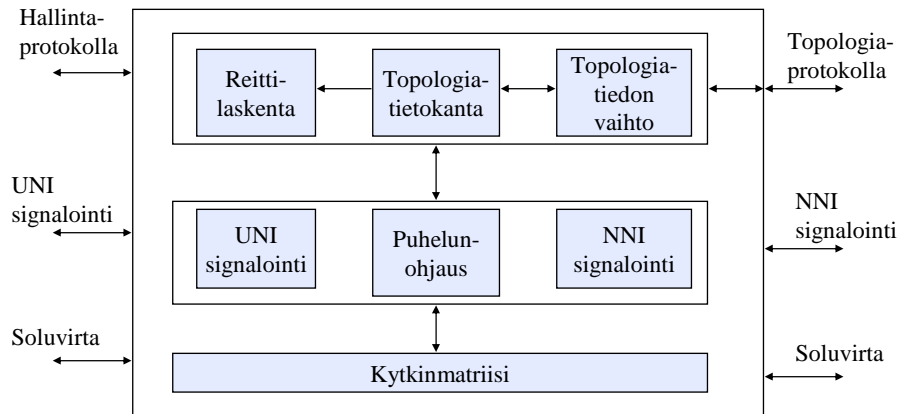 Hallinta-
protokolla
Reitti-
laskenta
Topologia-
tietokanta
Topologia-
tiedon
vaihto
Topologia-
protokolla
UNI
signalointi
UNI
signalointi
Puhelun-
ohjaus
NNI
signalointi
NNI
signalointi
Soluvirta
Kytkinmatriisi
Soluvirta